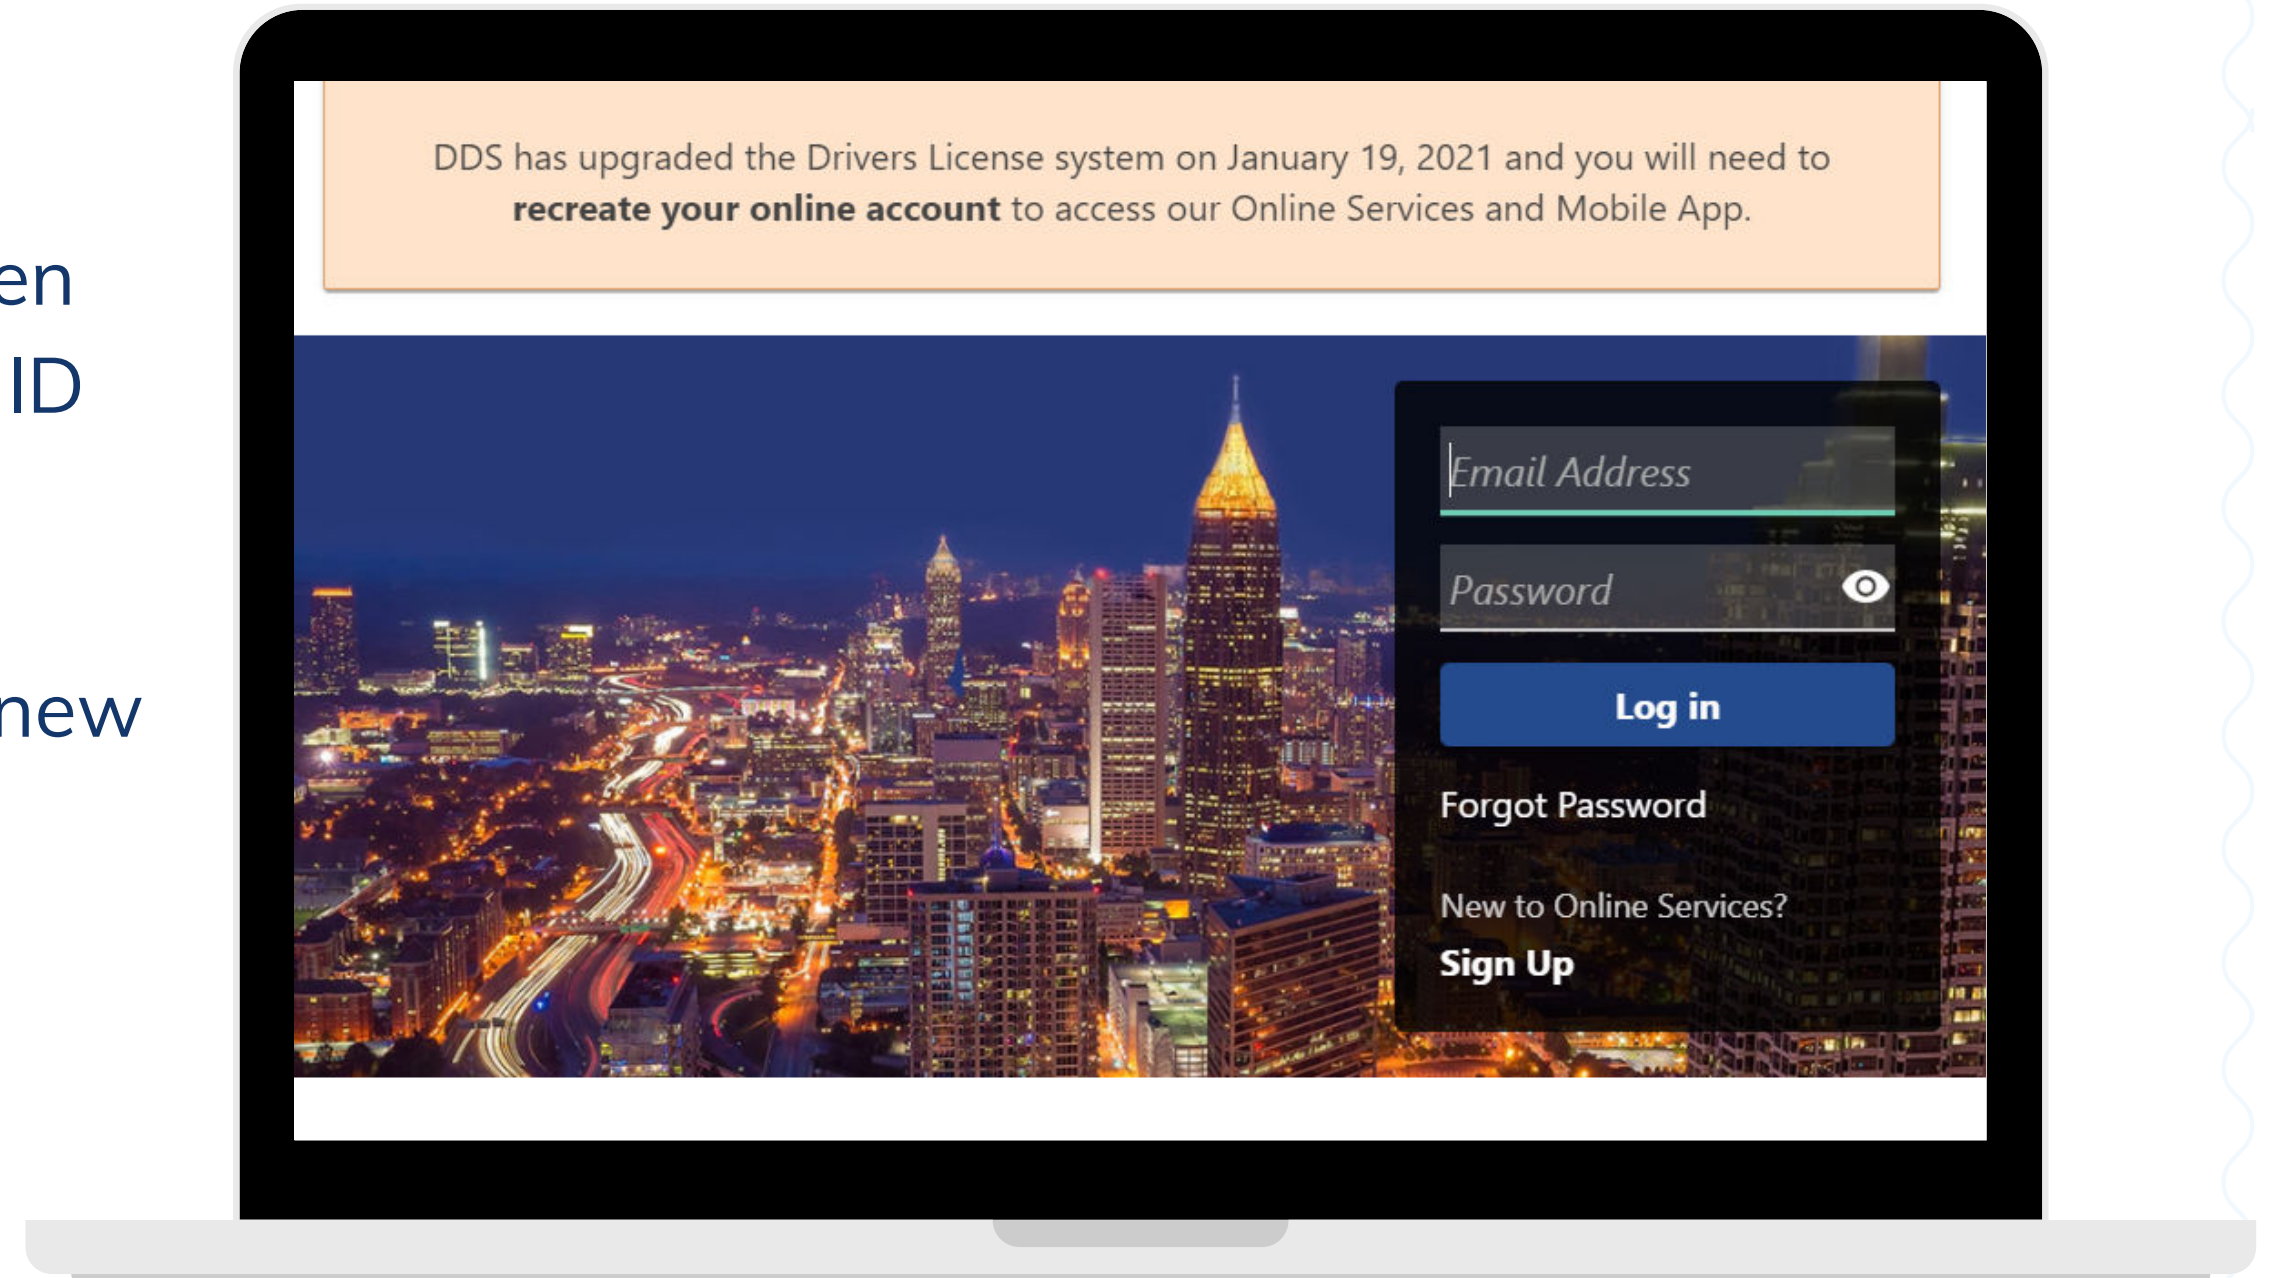 DDS has upgraded the Drivers License system on January 19, 2021 and you will need to
recreate your online account to access our Online Services and Mobile App.
en
ID
new
Email Address
Password
Log in
Forgot Password
New to Online Services?
Sign Up